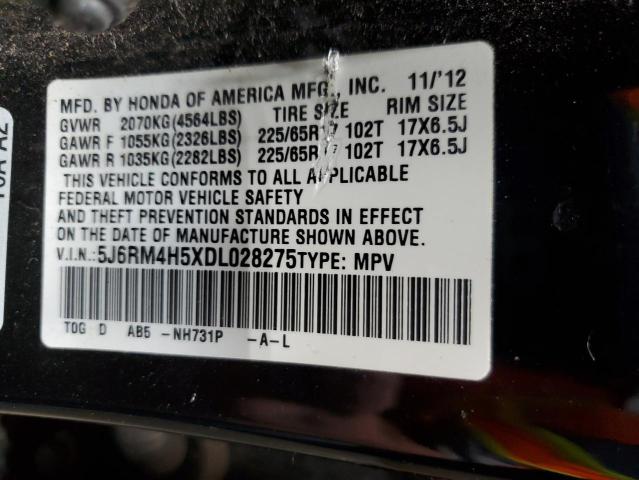 MFD. BY HONDA OF AMERICA MFG., INC. 11/'12
GVWR 2070KG(4564LBS) TIRE SIZE RIM SIZE
GAWR F 1055KG(2326LBS) 225/65R17 102T 17X6.5J
GAWR R 1035KG(2282LBS) 225/65R17 102T 17X6.5J
THIS VEHICLE CONFORMS TO ALL APPLICABLE
FEDERAL MOTOR VEHICLE SAFETY
AND THEFT PREVENTION STANDARDS IN EFFECT
ON THE DATE OF MANUFACTURE SHOWN ABOVE.
V.I.N.:5J6RM4H5XDL028275TYPE: MPV
T0G D AB5 -NH731P -A-L